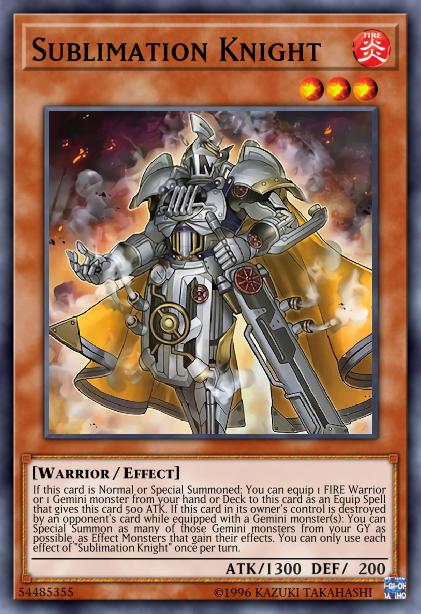 SUBLIMATION KNIGHT
FIRE
炎
[WARRIOR / EFFECT]
If this card is Normal or Special Summoned; You can equip 1 FIRE Warrior
or 1 Gemini monster from your hand or Deck to this card as an Equip Spell
that gives this card 500 ATK. If this card in its owner's control is destroyed
by an opponent's card while equipped with a Gemini monster(s): You can
Special Summon as many of those Gemini monsters from your GY as
possible, as Effect Monsters that gain their effects. You can only use each
effect of "Sublimation Knight" once per turn.
ATK/1300 DEF/ 200
54485355
©1996 KAZUKI TAKAHASHI